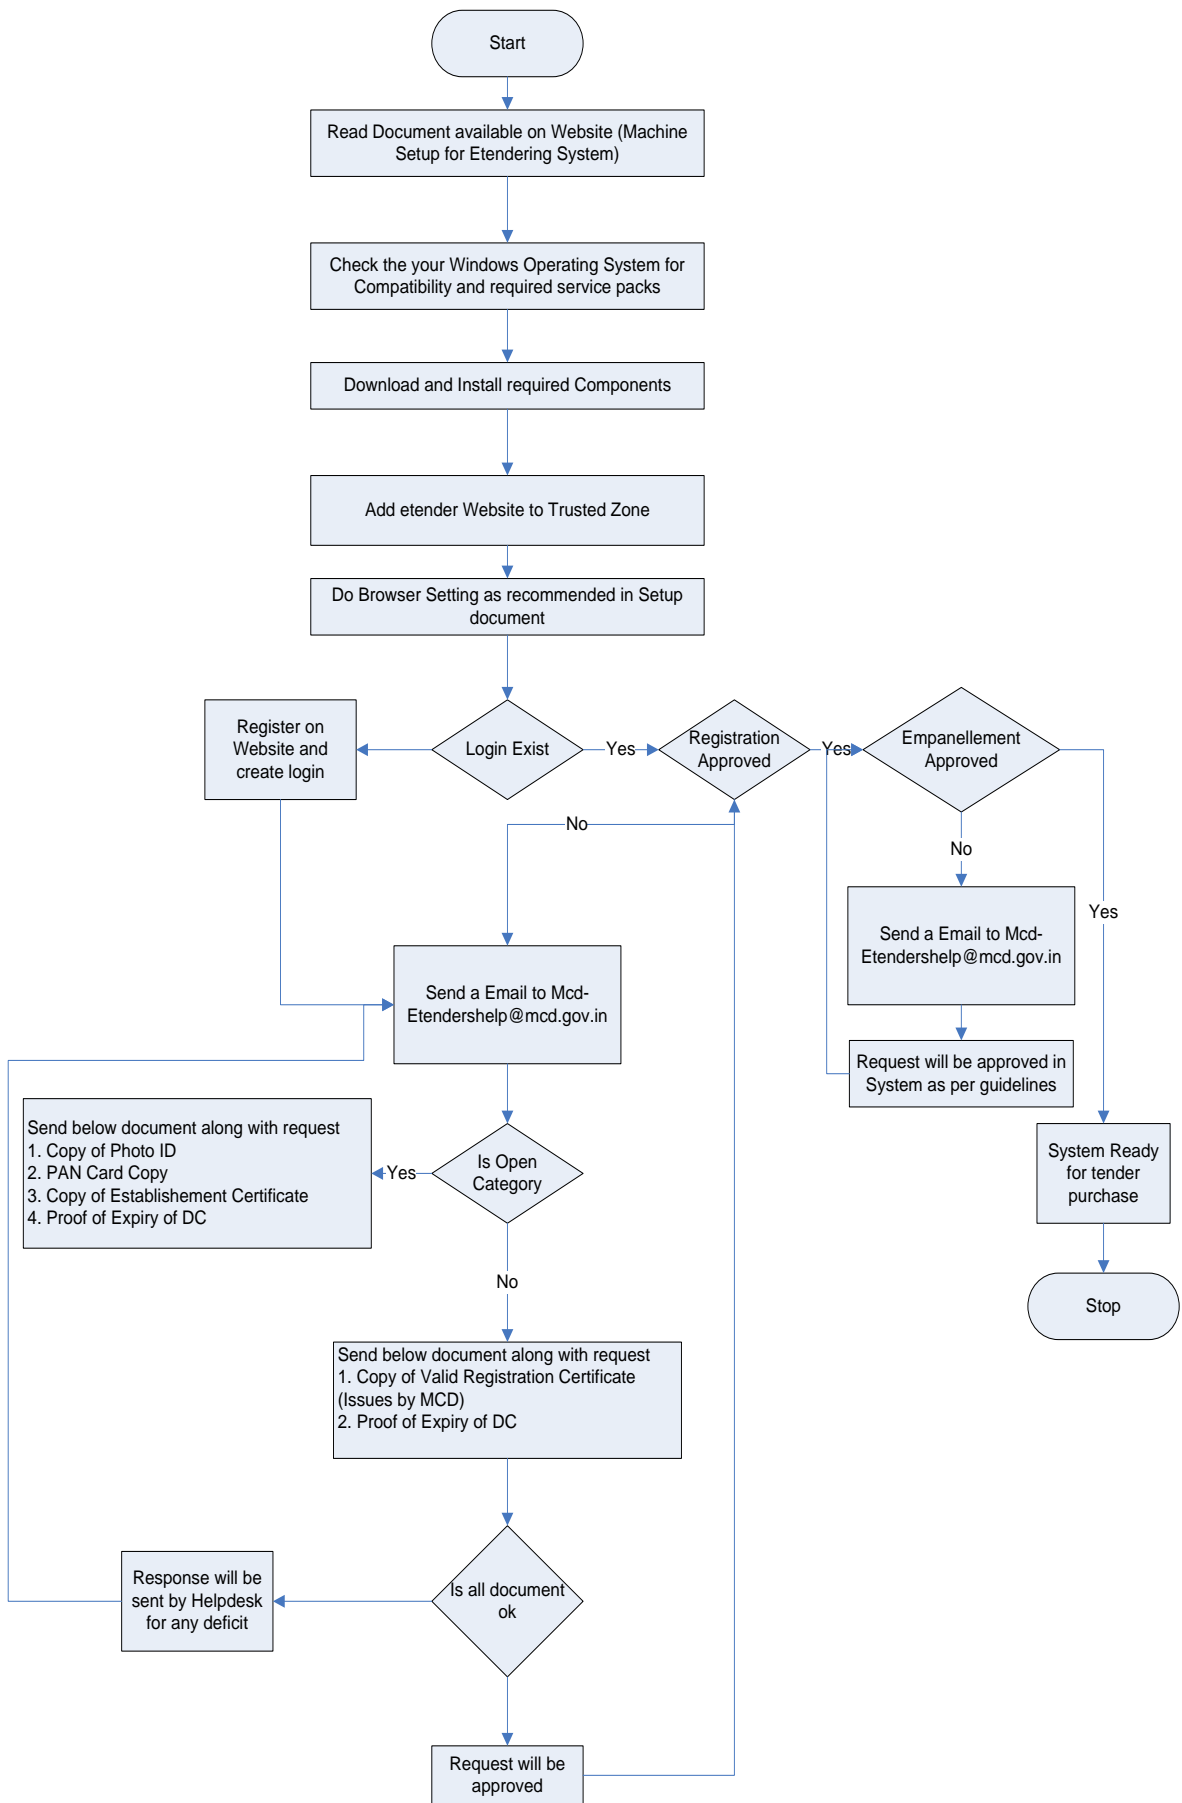 Start
Read Document available on Website (Machine
Setup for Etendering System)
Check the your Windows Operating System for
Compatibility and required service packs
Download and Install required Components
Add etender Website to Trusted Zone
Do Browser Setting as recommended in Setup
document
Register on
Website and
create login
Login Exist
Yes
Registration
Approved
Yes
Empanellement
Approved
No
No
Yes
Send a Email to Mcd-
Etendershelp@mcd.gov.in
Send a Email to Mcd-
Etendershelp@mcd.gov.in
Request will be approved in
System as per guidelines
Send below document along with request
1. Copy of Photo ID
2. PAN Card Copy
3. Copy of Establishement Certificate
4. Proof of Expiry of DC
Yes
Is Open
Category
System Ready
for tender
purchase
No
Stop
Send below document along with request
1. Copy of Valid Registration Certificate
(Issues by MCD)
2. Proof of Expiry of DC
Response will be
sent by Helpdesk
for any deficit
Is all document
ok
Request will be
approved